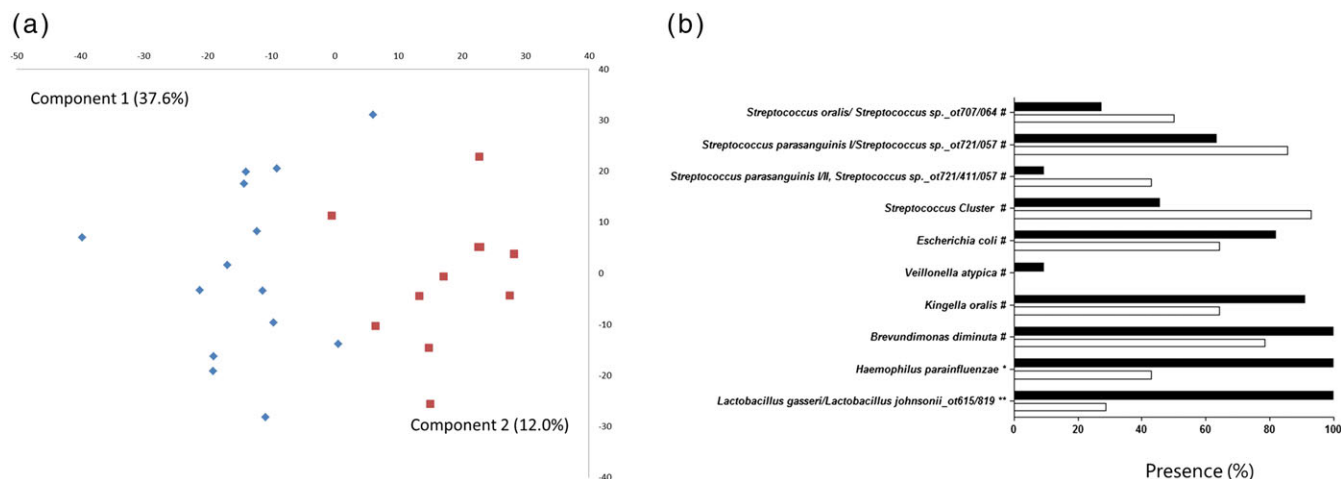 (a)
-50 -40 -30 -20 -10 0 10 20 30 40
40
Component 1 (37.6%)
30
20
10
0
-10
-20
-30
Component 2 (12.0%)
-40
(b)
Streptococcus oralis/ Streptococcus sp._ot707/064 #
Streptococcus parasanguinis I/Streptococcus sp._ot721/057 #
Streptococcus parasanguinis I/II, Streptococcus sp._ot721/411/057 #
Streptococcus Cluster #
Escherichia coli #
Veillonella atypica #
Kingella oralis #
Brevundimonas diminuta #
Haemophilus parainfluenzae *
Lactobacillus gasseri/Lactobacillus johnsonii_ot615/819 **
0 20 40 60 80 100
Presence (%)